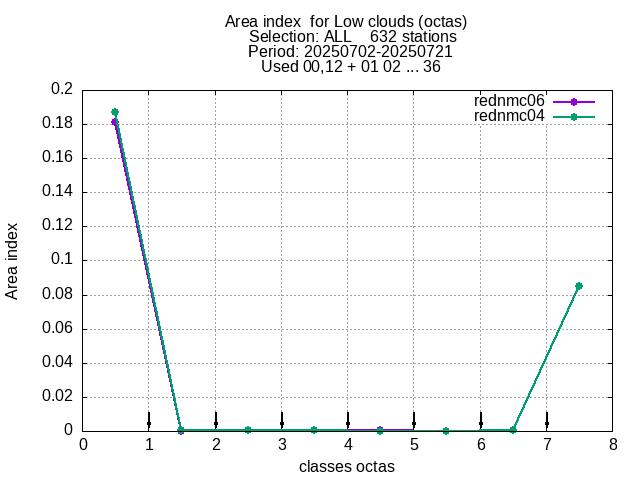 Area index  for Low clouds (octas)
Selection: ALL    632 stations
Period: 20250702-20250721
Used 00,12 + 01 02 ... 36
rednmc06
rednmc04
Area index
0.2
0.18
0.16
0.14
0.12
0.1
0.08
0.06
0.04
0.02
0
0 1 2 3 4 5 6 7 8
classes octas